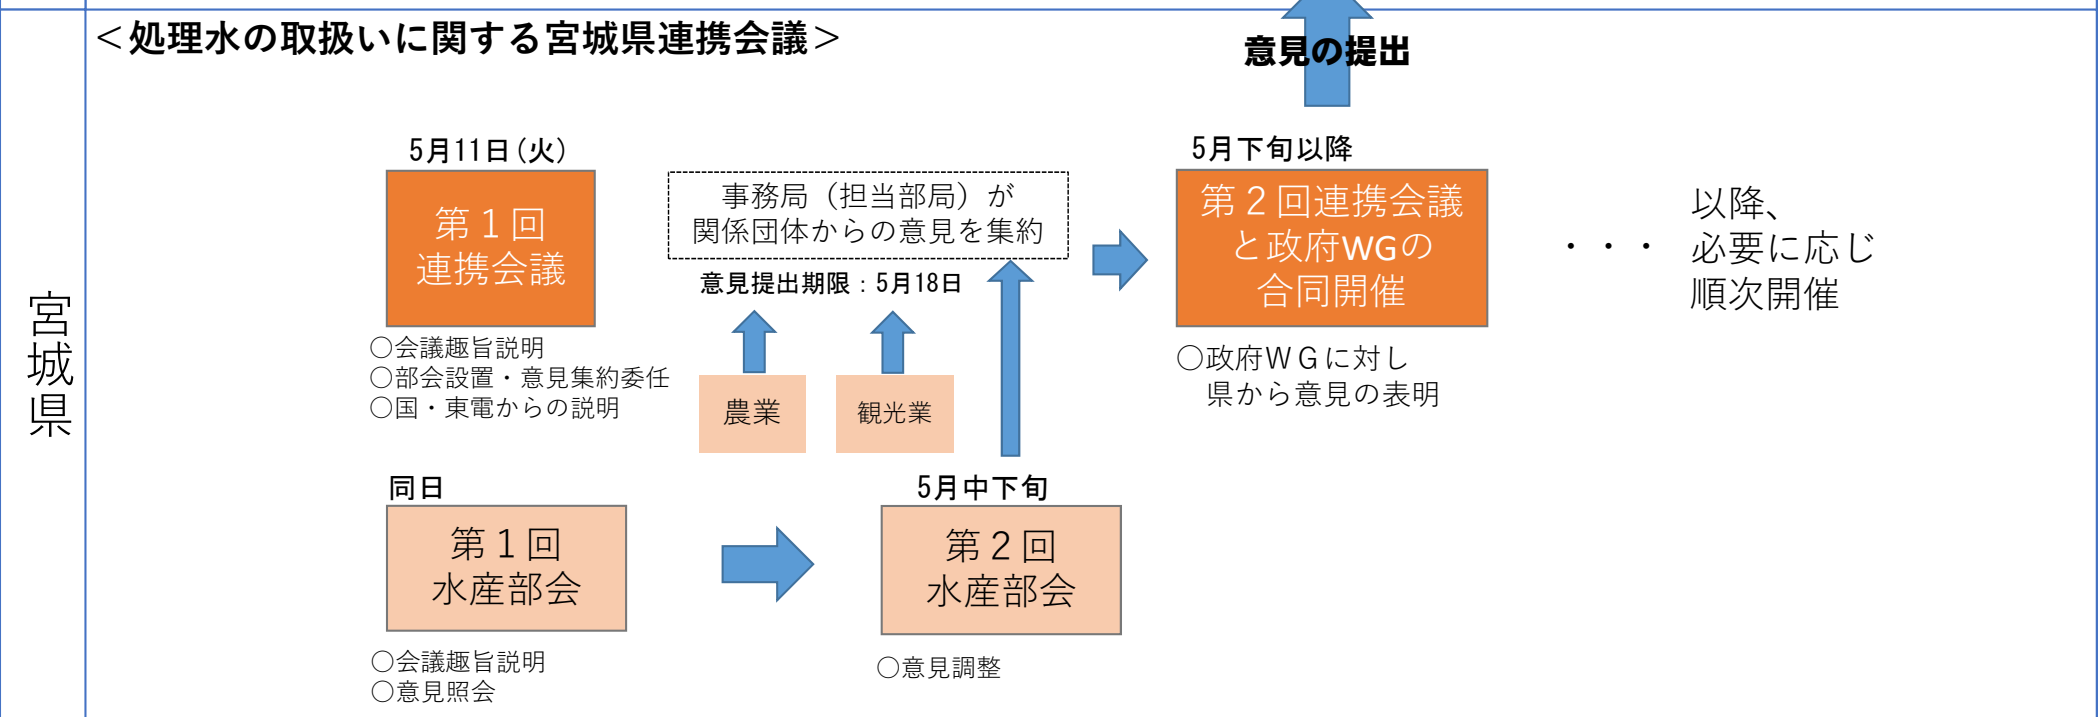 宮城県
＜処理水の取扱いに関する宮城県連携会議＞
意見の提出
5月11日(火)
第１回
連携会議
○会議趣旨説明
○部会設置・意見集約委任
○国・東電からの説明
事務局（担当部局）が
関係団体からの意見を集約
意見提出期限：5月18日
農業
観光業
5月下旬以降
第２回連携会議
と政府WGの
合同開催
○政府ＷＧに対し
県から意見の表明
・・・
以降、
必要に応じ
順次開催
同日
第１回
水産部会
○会議趣旨説明
○意見照会
5月中下旬
第２回
水産部会
○意見調整